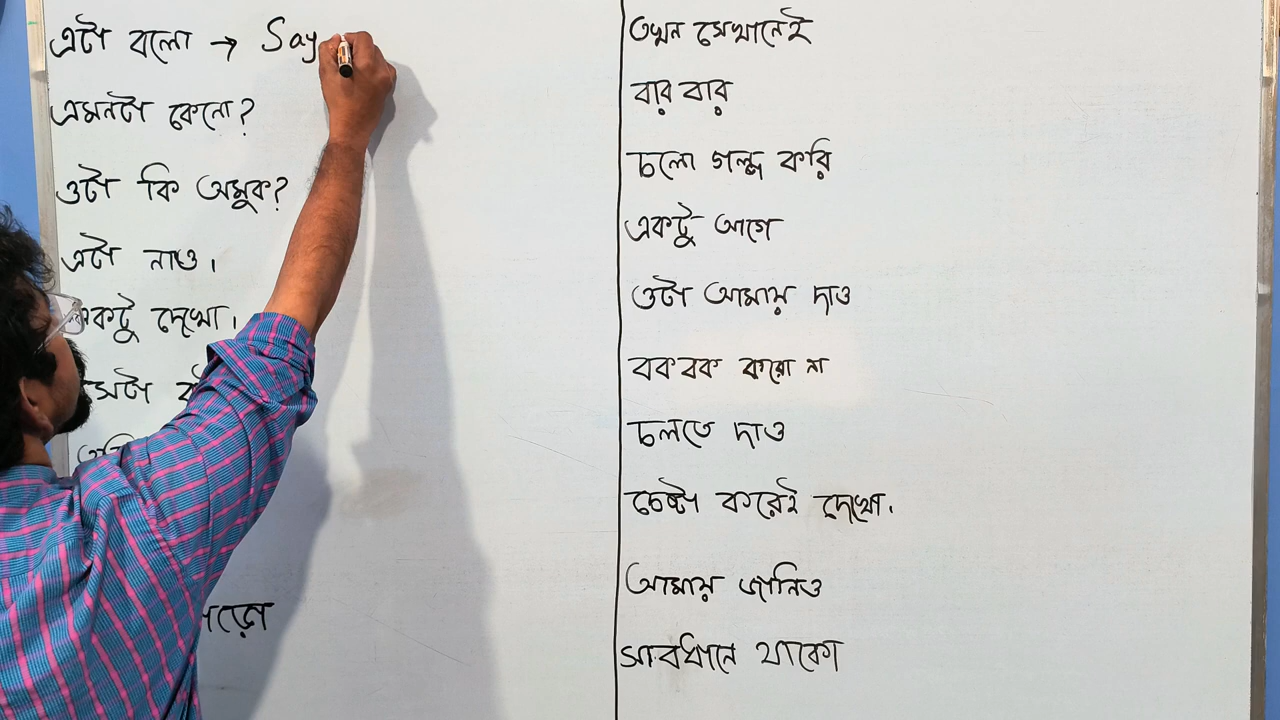 এটা বলো → Say
এমনটা কেনো?
ওটা কি অমুক?
এটা নাও।
একটু দেখো।
সেটা
তখন সেখানেই
বার বার
চলো গল্প করি
একটু আগে
ওটা আমায় দাও
বকবক করো না
চলতে দাও
চেষ্টা করেই দেখো।
আমায় জানিও
সাবধানে থাকো